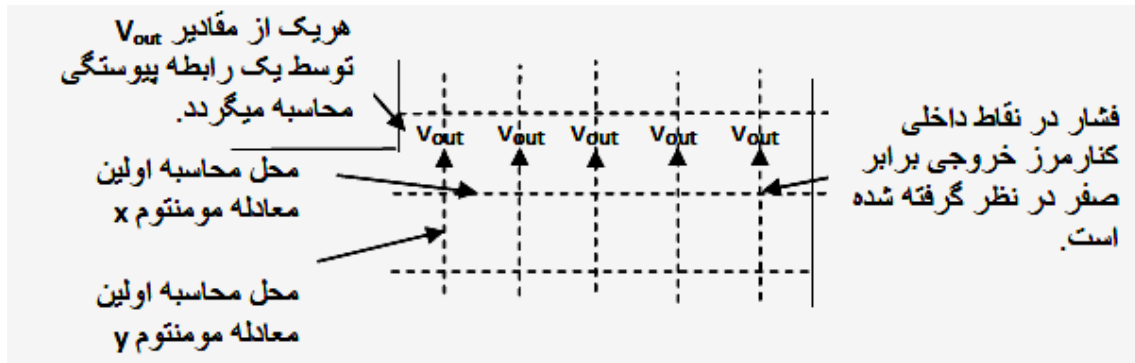 هریک از مقادیر Vout
توسط یک رابطه پیوستگی
محاسبه میگردد.
Vout Vout Vout Vout Vout
محل محاسبه اولین
معادله مومنتوم x
محل محاسبه اولین
معادله مومنتوم y
فشار در نقاط داخلی
کنارمرز خروجی برابر
صفر در نظر گرفته شده
است.